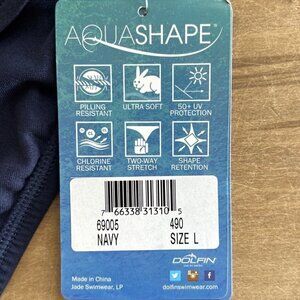 AQUASHAPE
PILLING
RESISTANT
ULTRA SOFT
50+ UV
PROTECTION
CHLORINE
RESISTANT
TWO-WAY
STRETCH
SHAPE
RETENTION
7 66338 31310 5
69005 490
NAVY SIZE L
DOLFIN
Made in China
Jade Swimwear, LP
dolfinswimwear.com